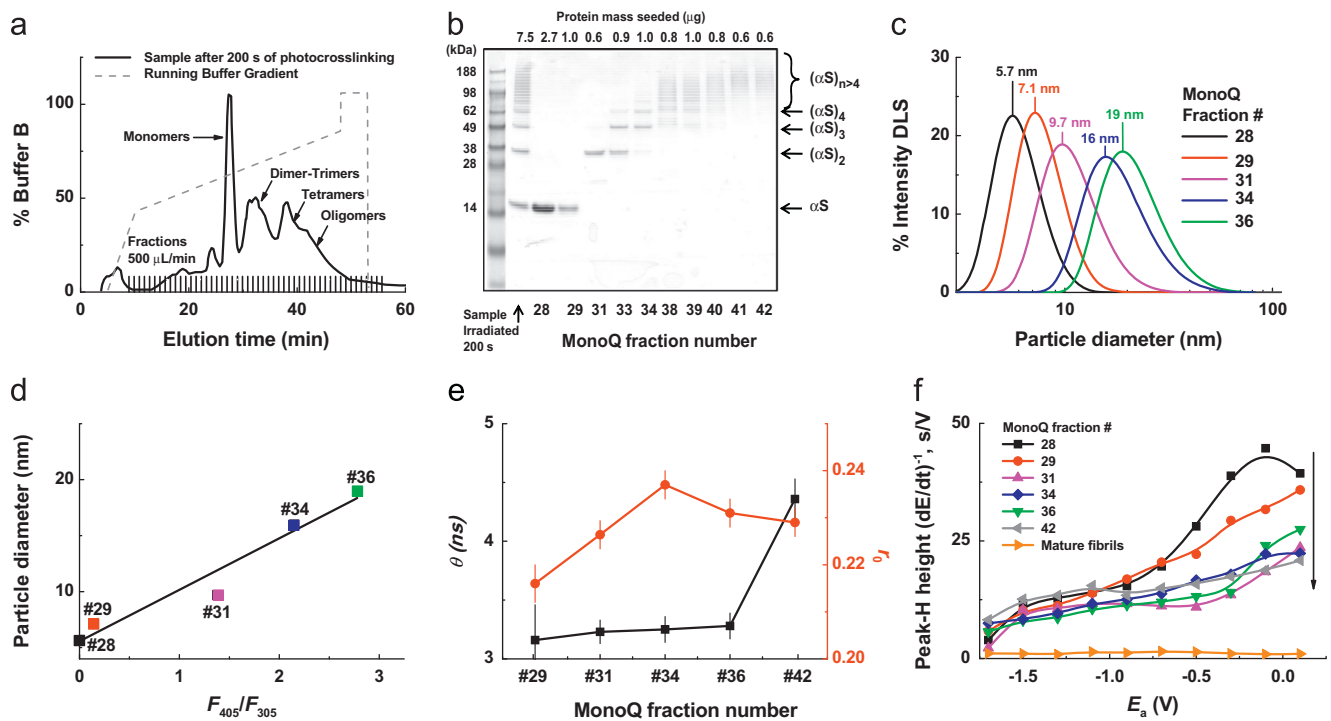 a
Sample after 200 s of photocrosslinking
Running Buffer Gradient
100
50
0
% Buffer B
Monomers
Dimer-Trimers
Tetramers
Oligomers
Fractions
500 μL/min
0 20 40 60
Elution time (min)
b
Protein mass seeded (μg)
7.5 2.7 1.0 0.6 0.9 1.0 0.8 1.0 0.8 0.6 0.6
(kDa)
188
98
62
49
38
28
14
(αS)n>4
(αS)4
(αS)3
(αS)2
αS
Sample
Irradiated
200 s
28 29 31 33 34 38 39 40 41 42
MonoQ fraction number
c
% Intensity DLS
30
20
10
0
5.7 nm
7.1 nm
9.7 nm
16 nm
19 nm
MonoQ
Fraction #
28
29
31
34
36
10 100
Particle diameter (nm)
d
Particle diameter (nm)
20
10
#28
#29
#31
#34
#36
0 1 2 3
F405/F305
e
θ (ns)
5
4
3
0.24
0.22
0.20
r0
#29 #31 #34 #36 #42
MonoQ fraction number
f
Peak-H height (dE/dt)-1, s/V
50
25
0
MonoQ fraction #
28
29
31
34
36
42
Mature fibrils
-1.5 -1.0 -0.5 0.0
Ea (V)